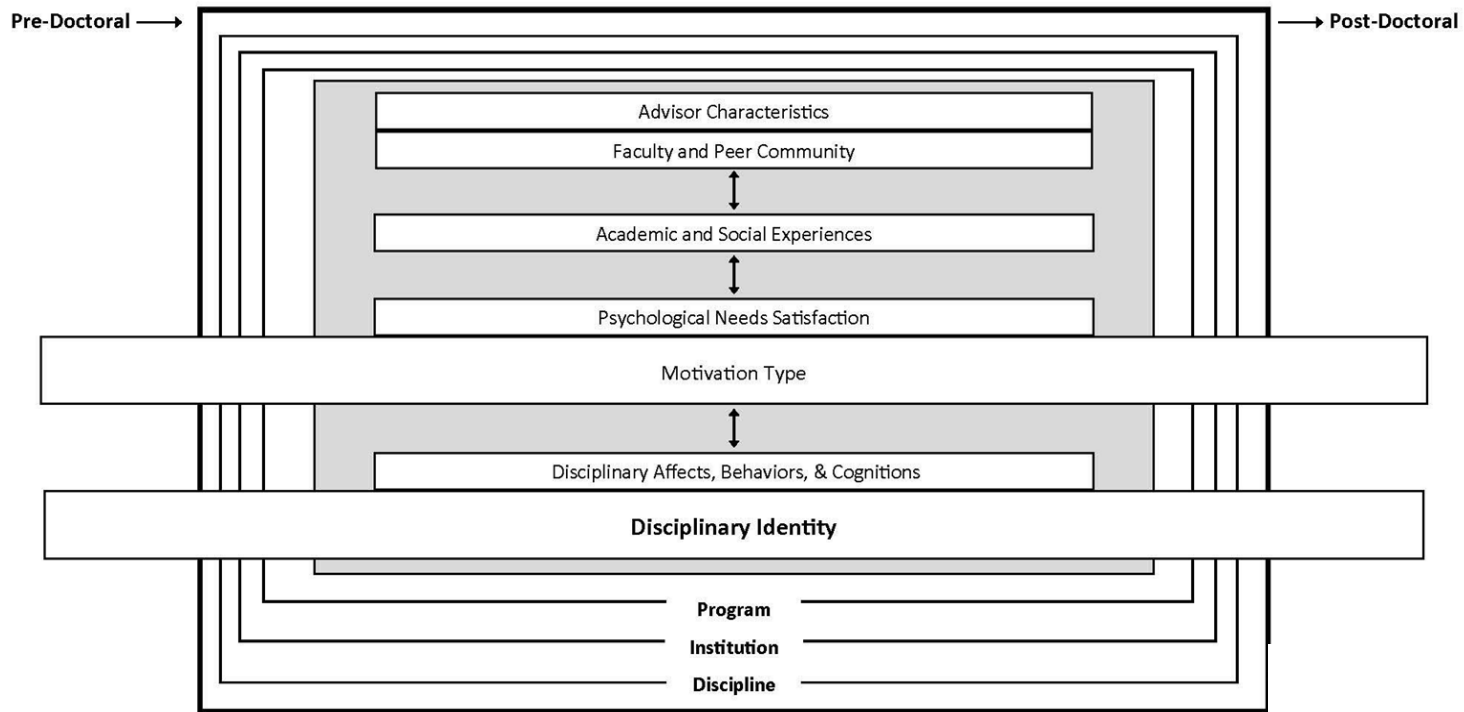 Pre-Doctoral
Post-Doctoral
Advisor Characteristics
Faculty and Peer Community
Academic and Social Experiences
Psychological Needs Satisfaction
Motivation Type
Disciplinary Affects, Behaviors, & Cognitions
Disciplinary Identity
Program
Institution
Discipline